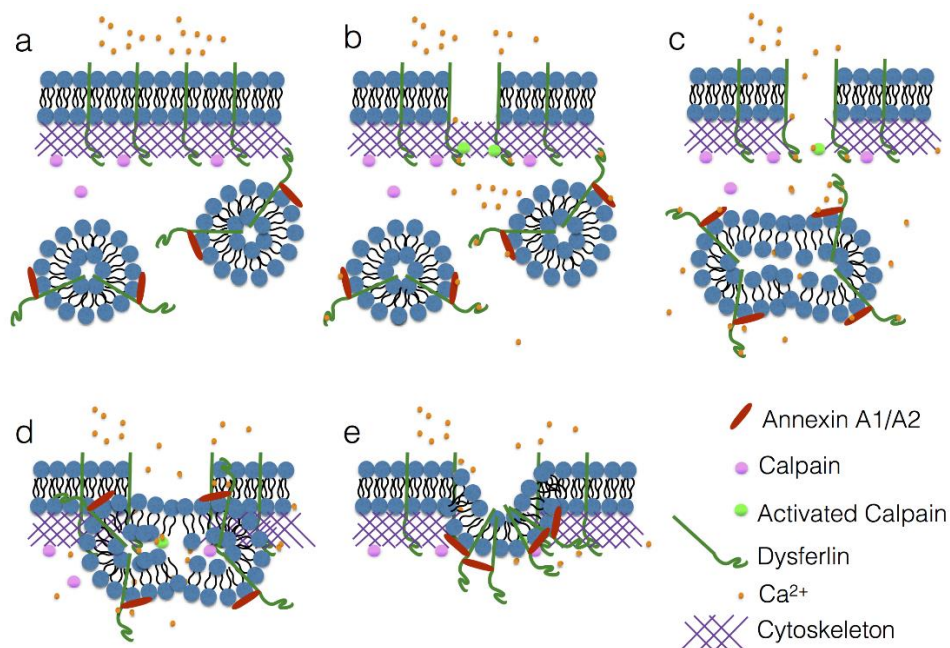 a
b
c
d
e
Annexin A1/A2
Calpain
Activated Calpain
Dysferlin
Ca²⁺
Cytoskeleton